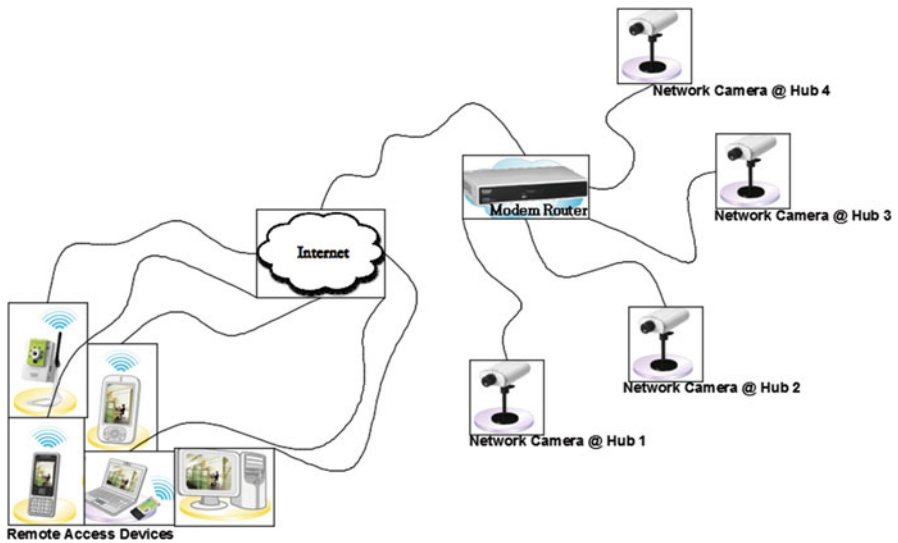 Network Camera @ Hub 4
Modem Router
Network Camera @ Hub 3
Internet
Network Camera @ Hub 2
Network Camera @ Hub 1
Remote Access Devices